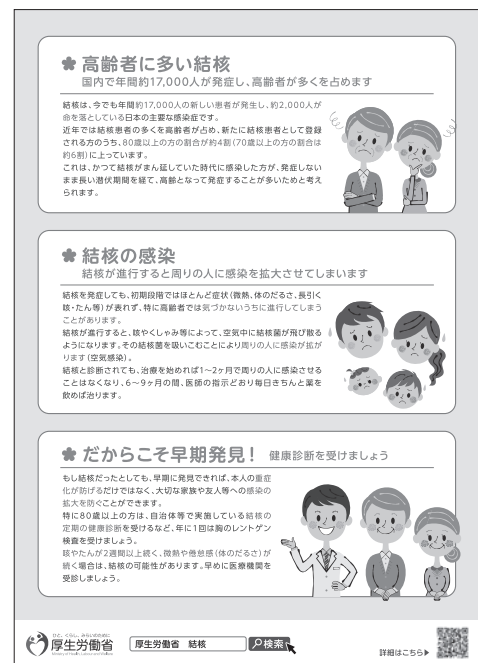 高齢者に多い結核
国内で年間約17,000人が発症し、高齢者が多くを占めます
結核は、今でも年間約17,000人の新しい患者が発生し、約2,000人が
命を落としている日本の主要な感染症です。
近年では結核患者の多くを高齢者が占め、新たに結核患者として登録
される方のうち、80歳以上の方の割合が約4割(70歳以上の方の割合は
約6割)に上っています。
これは、かつて結核がまん延していた時代に感染した方が、発症しない
まま長い潜伏期間を経て、高齢となって発症することが多いためと考え
られます。
結核の感染
結核が進行すると周りの人に感染を拡大させてしまいます
結核を発症しても、初期段階ではほとんど症状(微熱、体のだるさ、長引く
咳・たん等)が表れず、特に高齢者では気づかないうちに進行してしまう
ことがあります。
結核が進行すると、咳やくしゃみ等によって、空気中に結核菌が飛び散る
ようになります。その結核菌を吸いこむことにより周りの人に感染が拡が
ります(空気感染)。
結核と診断されても、治療を始めれば1〜2ヶ月で周りの人に感染させる
ことはなくなり、6〜9ヶ月の間、医師の指示どおり毎日きちんと薬を
飲めば治ります。
だからこそ早期発見! 健康診断を受けましょう
もし結核だったとしても、早期に発見できれば、本人の重症
化が防げるだけではなく、大切な家族や友人等への感染の
拡大を防ぐことができます。
特に80歳以上の方は、自治体等で実施している結核の
定期の健康診断を受けるなど、年に1回は胸のレントゲン
検査を受けましょう。
咳やたんが2週間以上続く、微熱や倦怠感(体のだるさ)が
続く場合は、結核の可能性があります。早めに医療機関を
受診しましょう。
ひと、くらし、みらいのために
厚生労働省
Ministry of Health, Labour and Welfare
厚生労働省 結核
検索
詳細はこちら▶